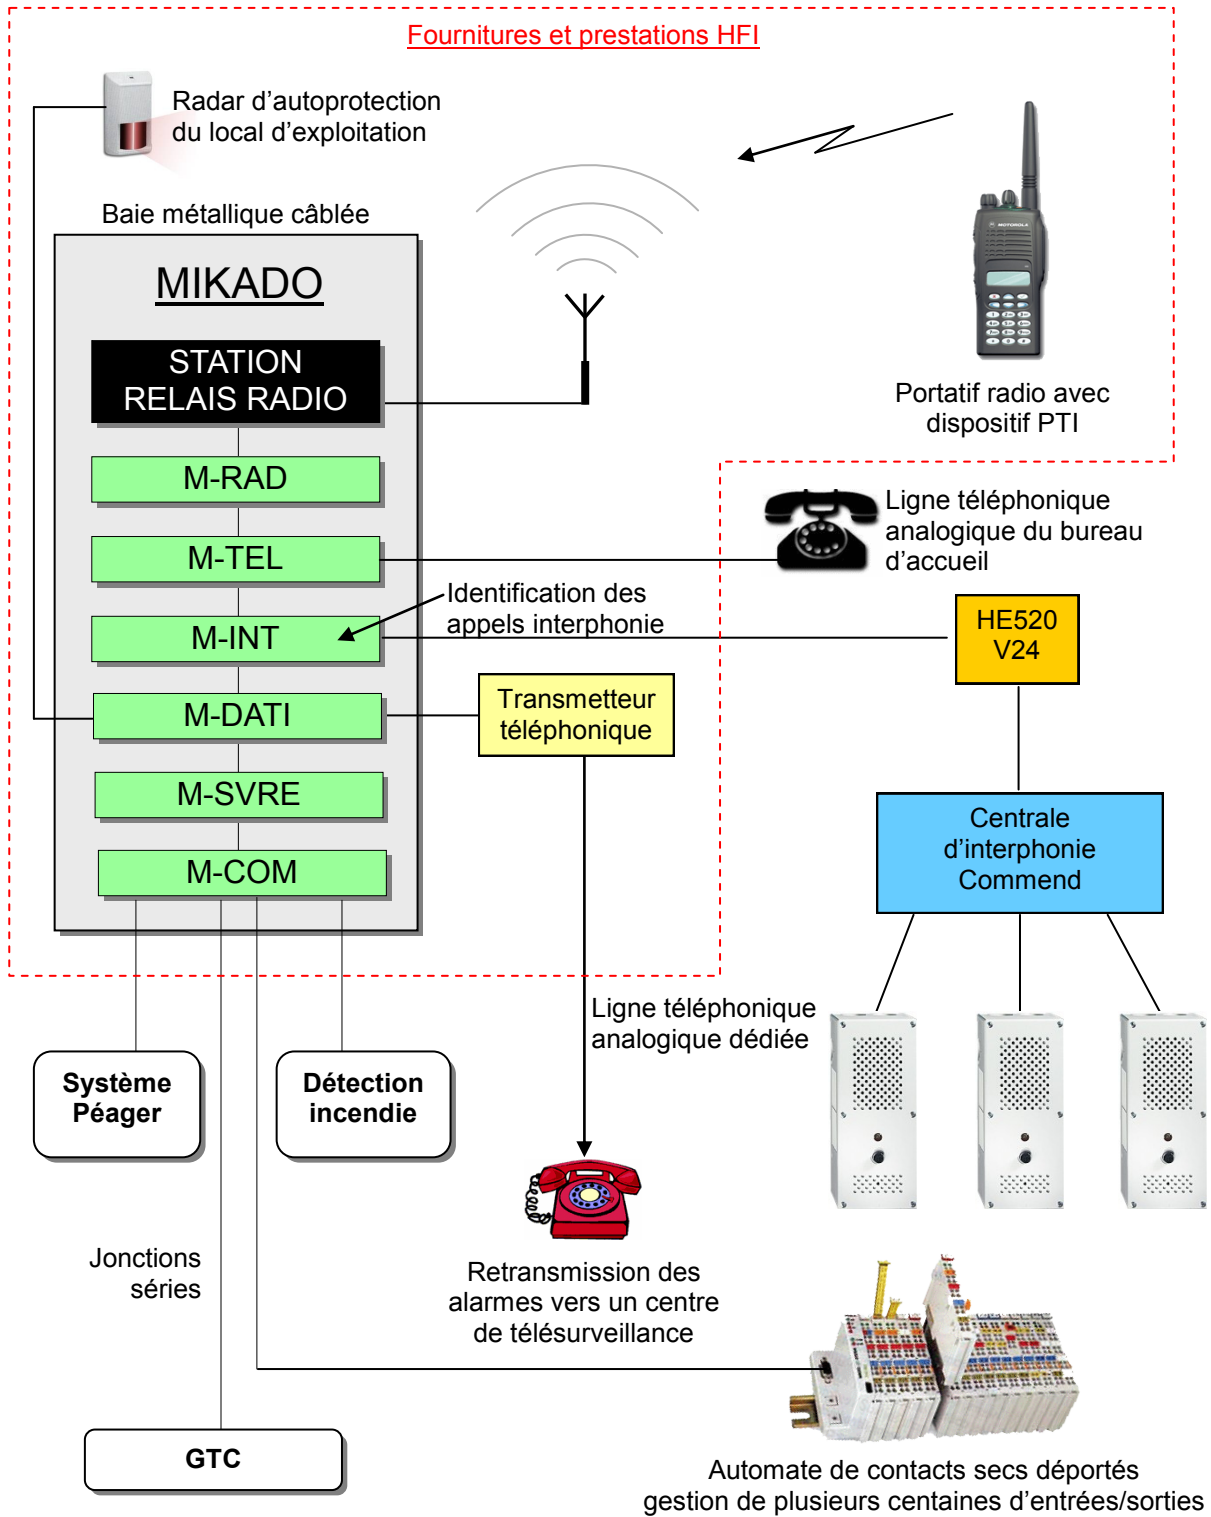 Fournitures et prestations HFI
Radar d'autoprotection
du local d'exploitation
Baie métallique câblée
MIKADO
STATION
RELAIS RADIO
M-RAD
M-TEL
M-INT
M-DATI
M-SVRE
M-COM
MOTOROLA
Portatif radio avec
dispositif PTI
Ligne téléphonique
analogique du bureau
d'accueil
Identification des
appels interphonie
HE520
V24
Transmetteur
téléphonique
Centrale
d'interphonie
Commend
Ligne téléphonique
analogique dédiée
Système
Péager
Détection
incendie
Jonctions
séries
Retransmission des
alarmes vers un centre
de télésurveillance
GTC
Automate de contacts secs déportés
gestion de plusieurs centaines d'entrées/sorties